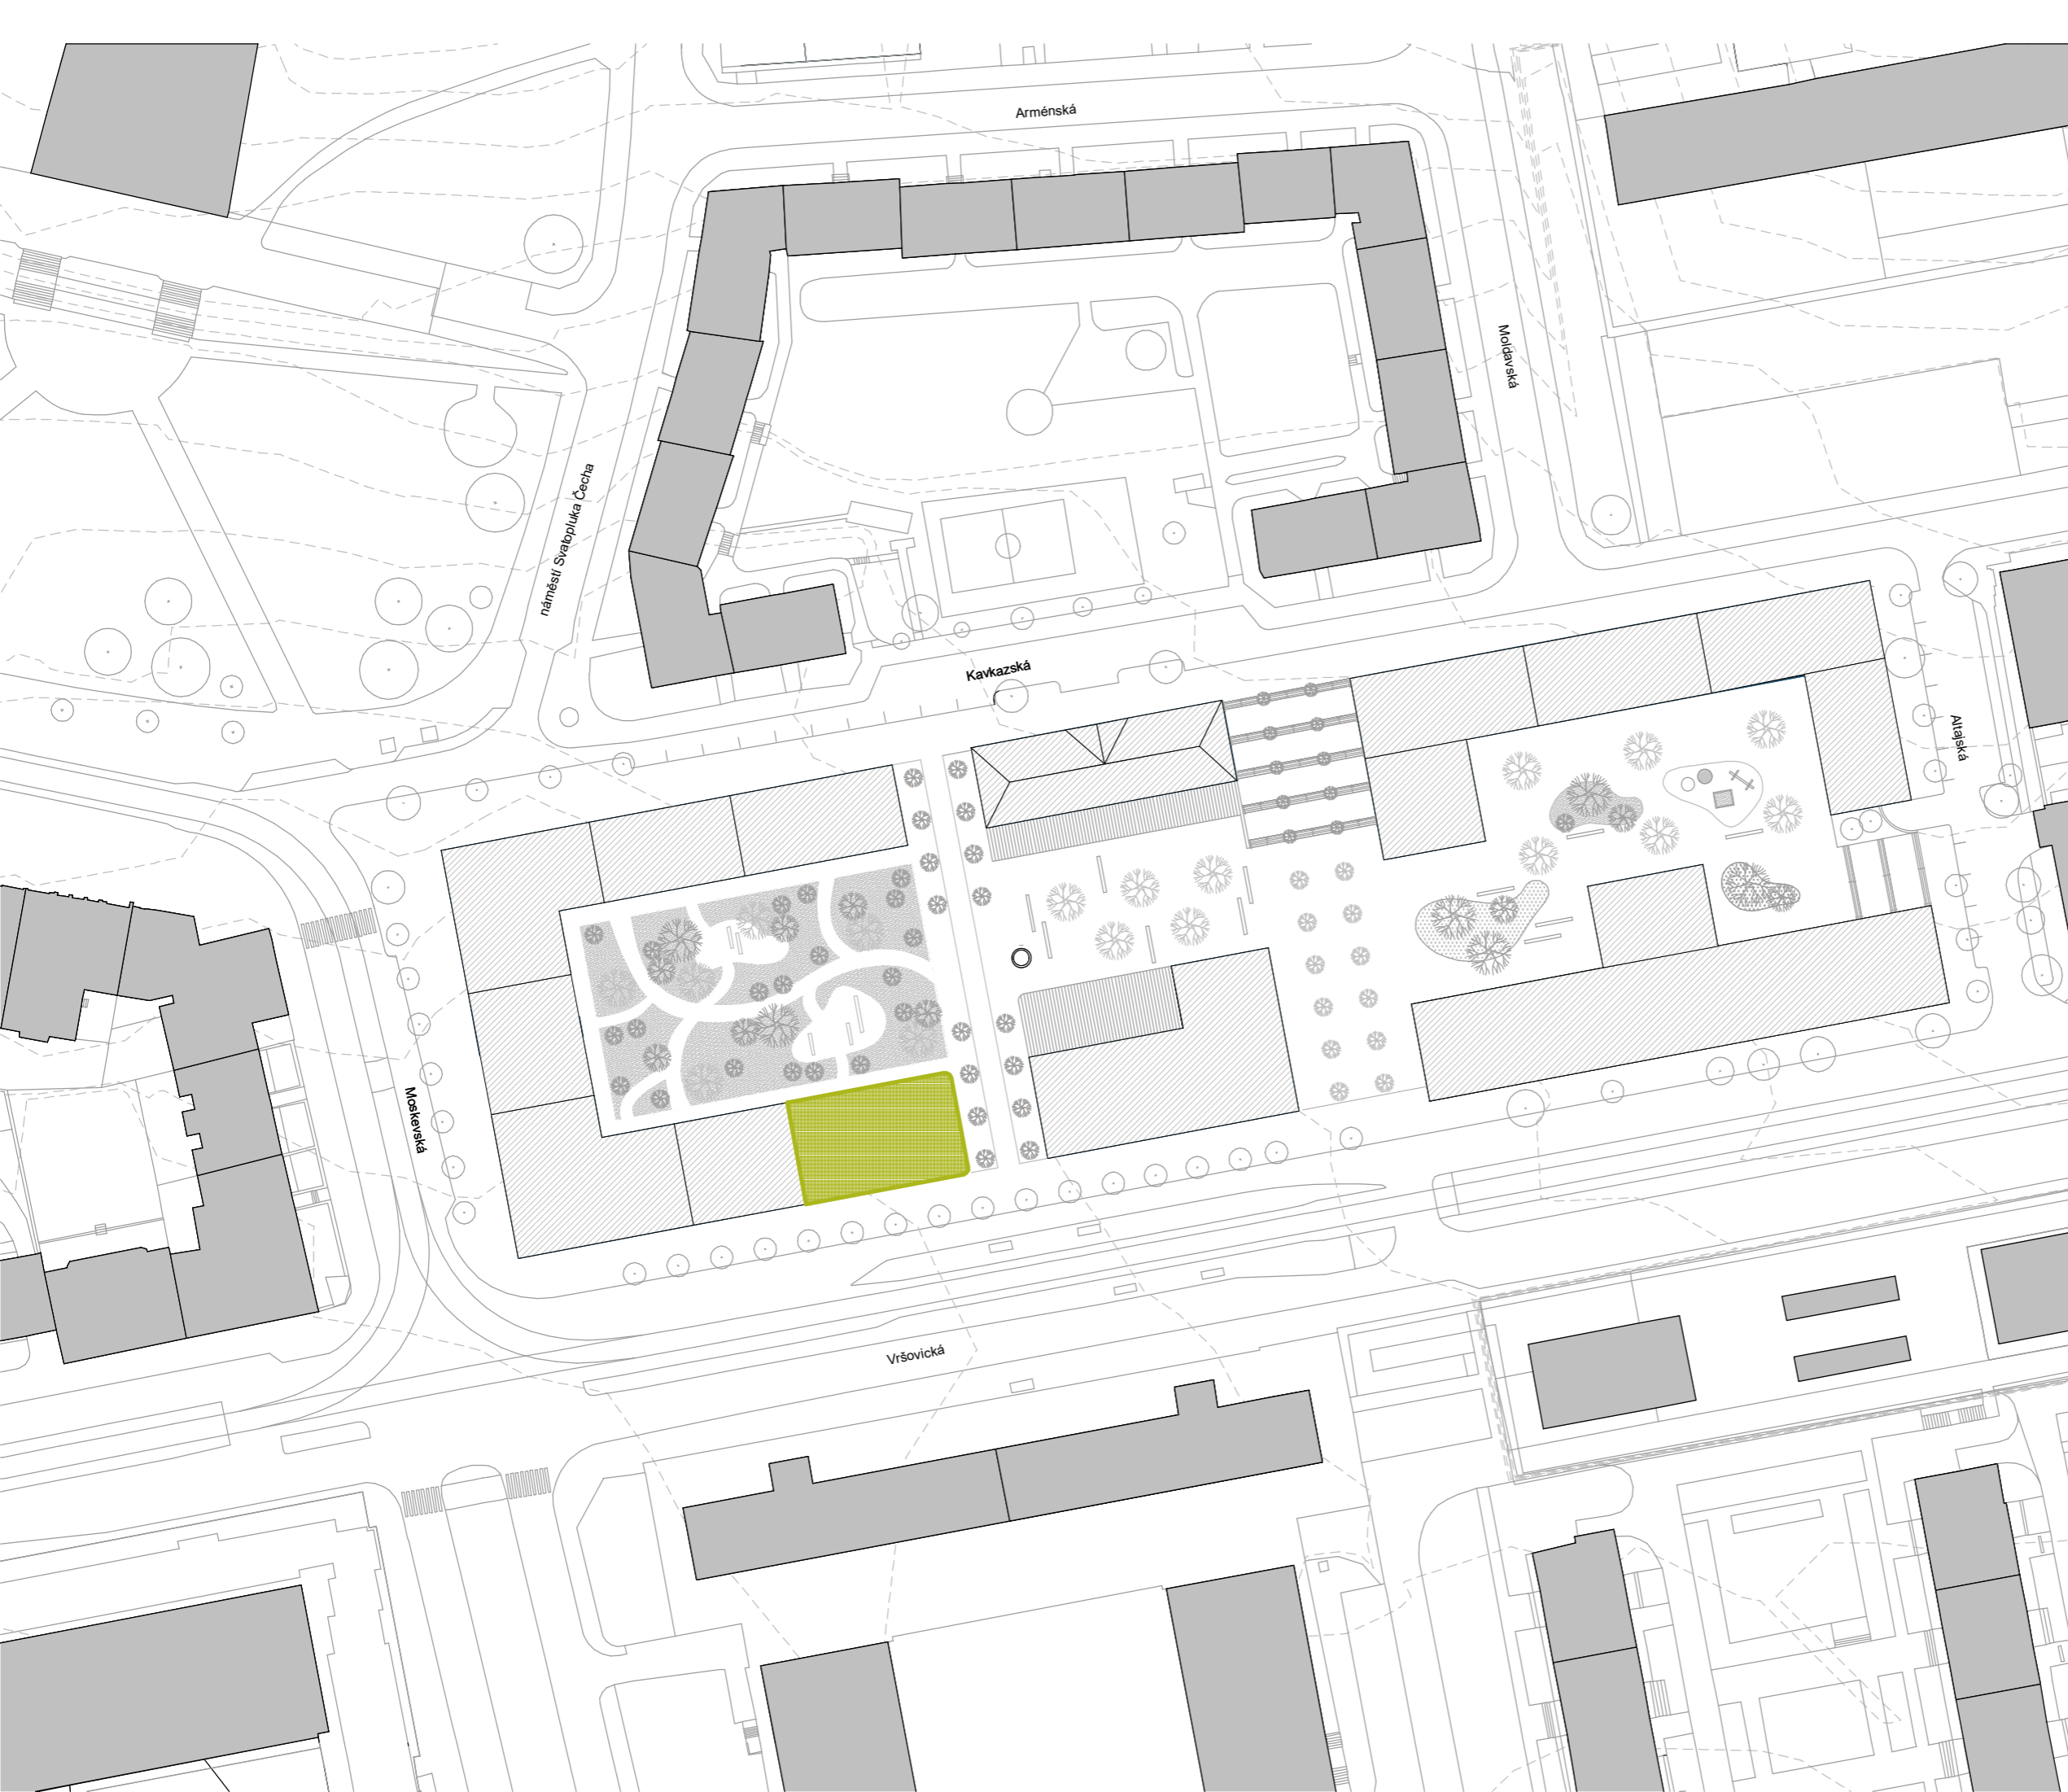 Arménská
Moldavská
náměstí Svatopluka Čecha
Kavkazská
Altajská
Moskevská
Vršovická